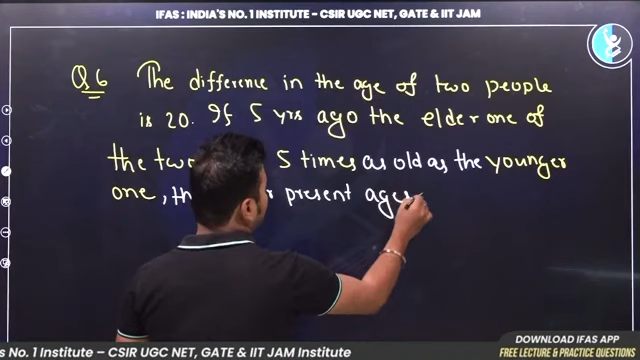 IFAS : INDIA'S NO. 1 INSTITUTE – CSIR UGC NET, GATE & IIT JAM
Q6 The difference in the age of two people
is 20. If 5 yrs ago the elder one of
the two 5 times as old as the younger
one, present ages
DOWNLOAD IFAS APP
s No. 1 Institute – CSIR UGC NET, GATE & IIT JAM Institute
FREE LECTURE & PRACTICE QUESTIONS